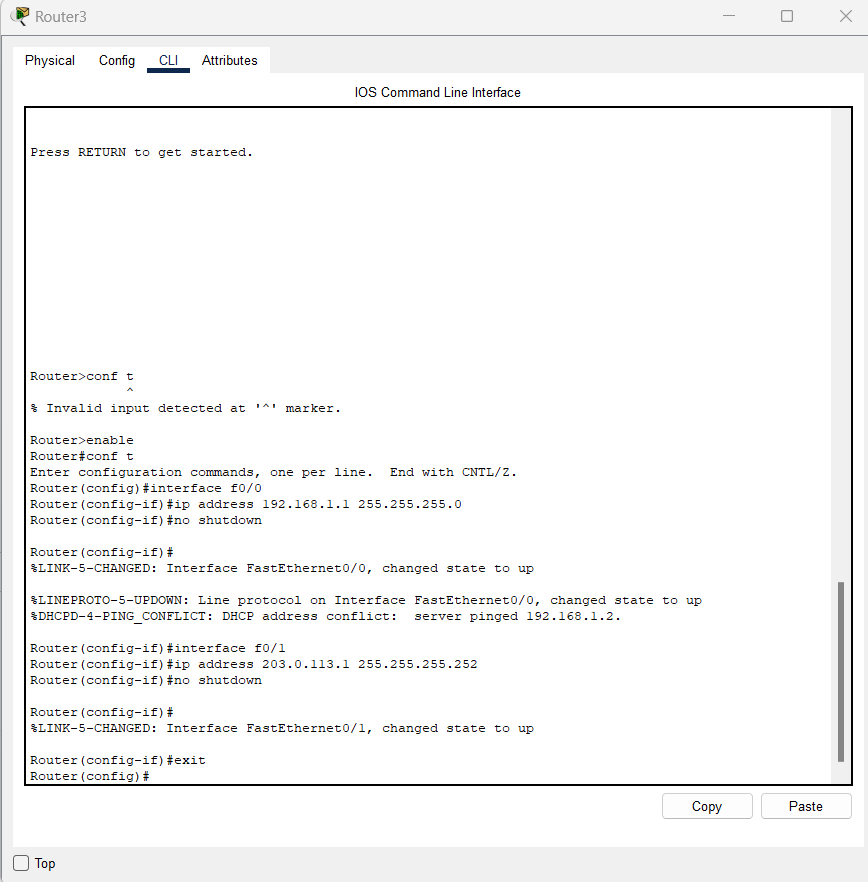 Router3
Physical Config CLI Attributes
IOS Command Line Interface
Press RETURN to get started.
Router>conf t
^
% Invalid input detected at '^' marker.
Router>enable
Router#conf t
Enter configuration commands, one per line.  End with CNTL/Z.
Router(config)#interface f0/0
Router(config-if)#ip address 192.168.1.1 255.255.255.0
Router(config-if)#no shutdown
Router(config-if)#
%LINK-5-CHANGED: Interface FastEthernet0/0, changed state to up
%LINEPROTO-5-UPDOWN: Line protocol on Interface FastEthernet0/0, changed state to up
%DHCPD-4-PING_CONFLICT: DHCP address conflict:  server pinged 192.168.1.2.
Router(config-if)#interface f0/1
Router(config-if)#ip address 203.0.113.1 255.255.255.252
Router(config-if)#no shutdown
Router(config-if)#
%LINK-5-CHANGED: Interface FastEthernet0/1, changed state to up
Router(config-if)#exit
Router(config)#
Copy Paste
Top